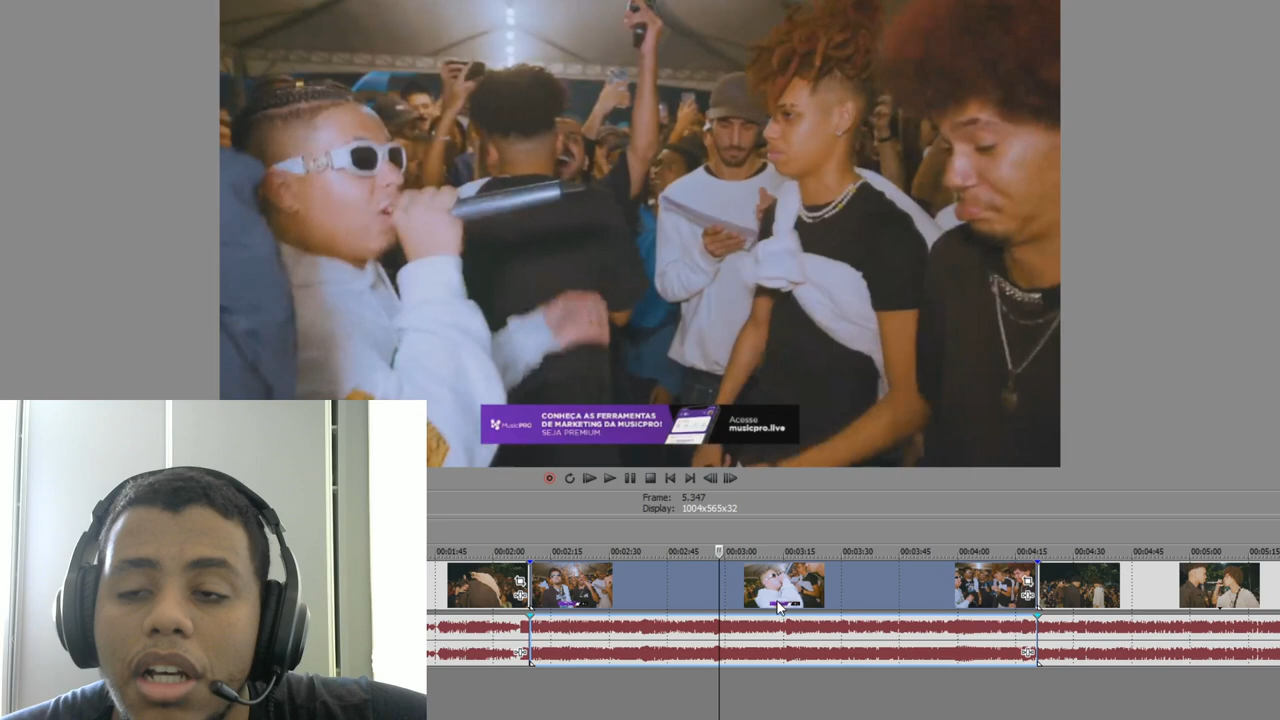 MusicPRO
CONHEÇA AS FERRAMENTAS
DE MARKETING DA MUSICPRO!
SEJA PREMIUM.
Acesse
musicpro.live
Frame: 5.347
Display: 1004x565x32
00:01:45 00:02:00 00:02:15 00:02:30 00:02:45 00:03:00 00:03:15 00:03:30 00:03:45 00:04:00 00:04:15 00:04:30 00:04:45 00:05:00 00:05:15